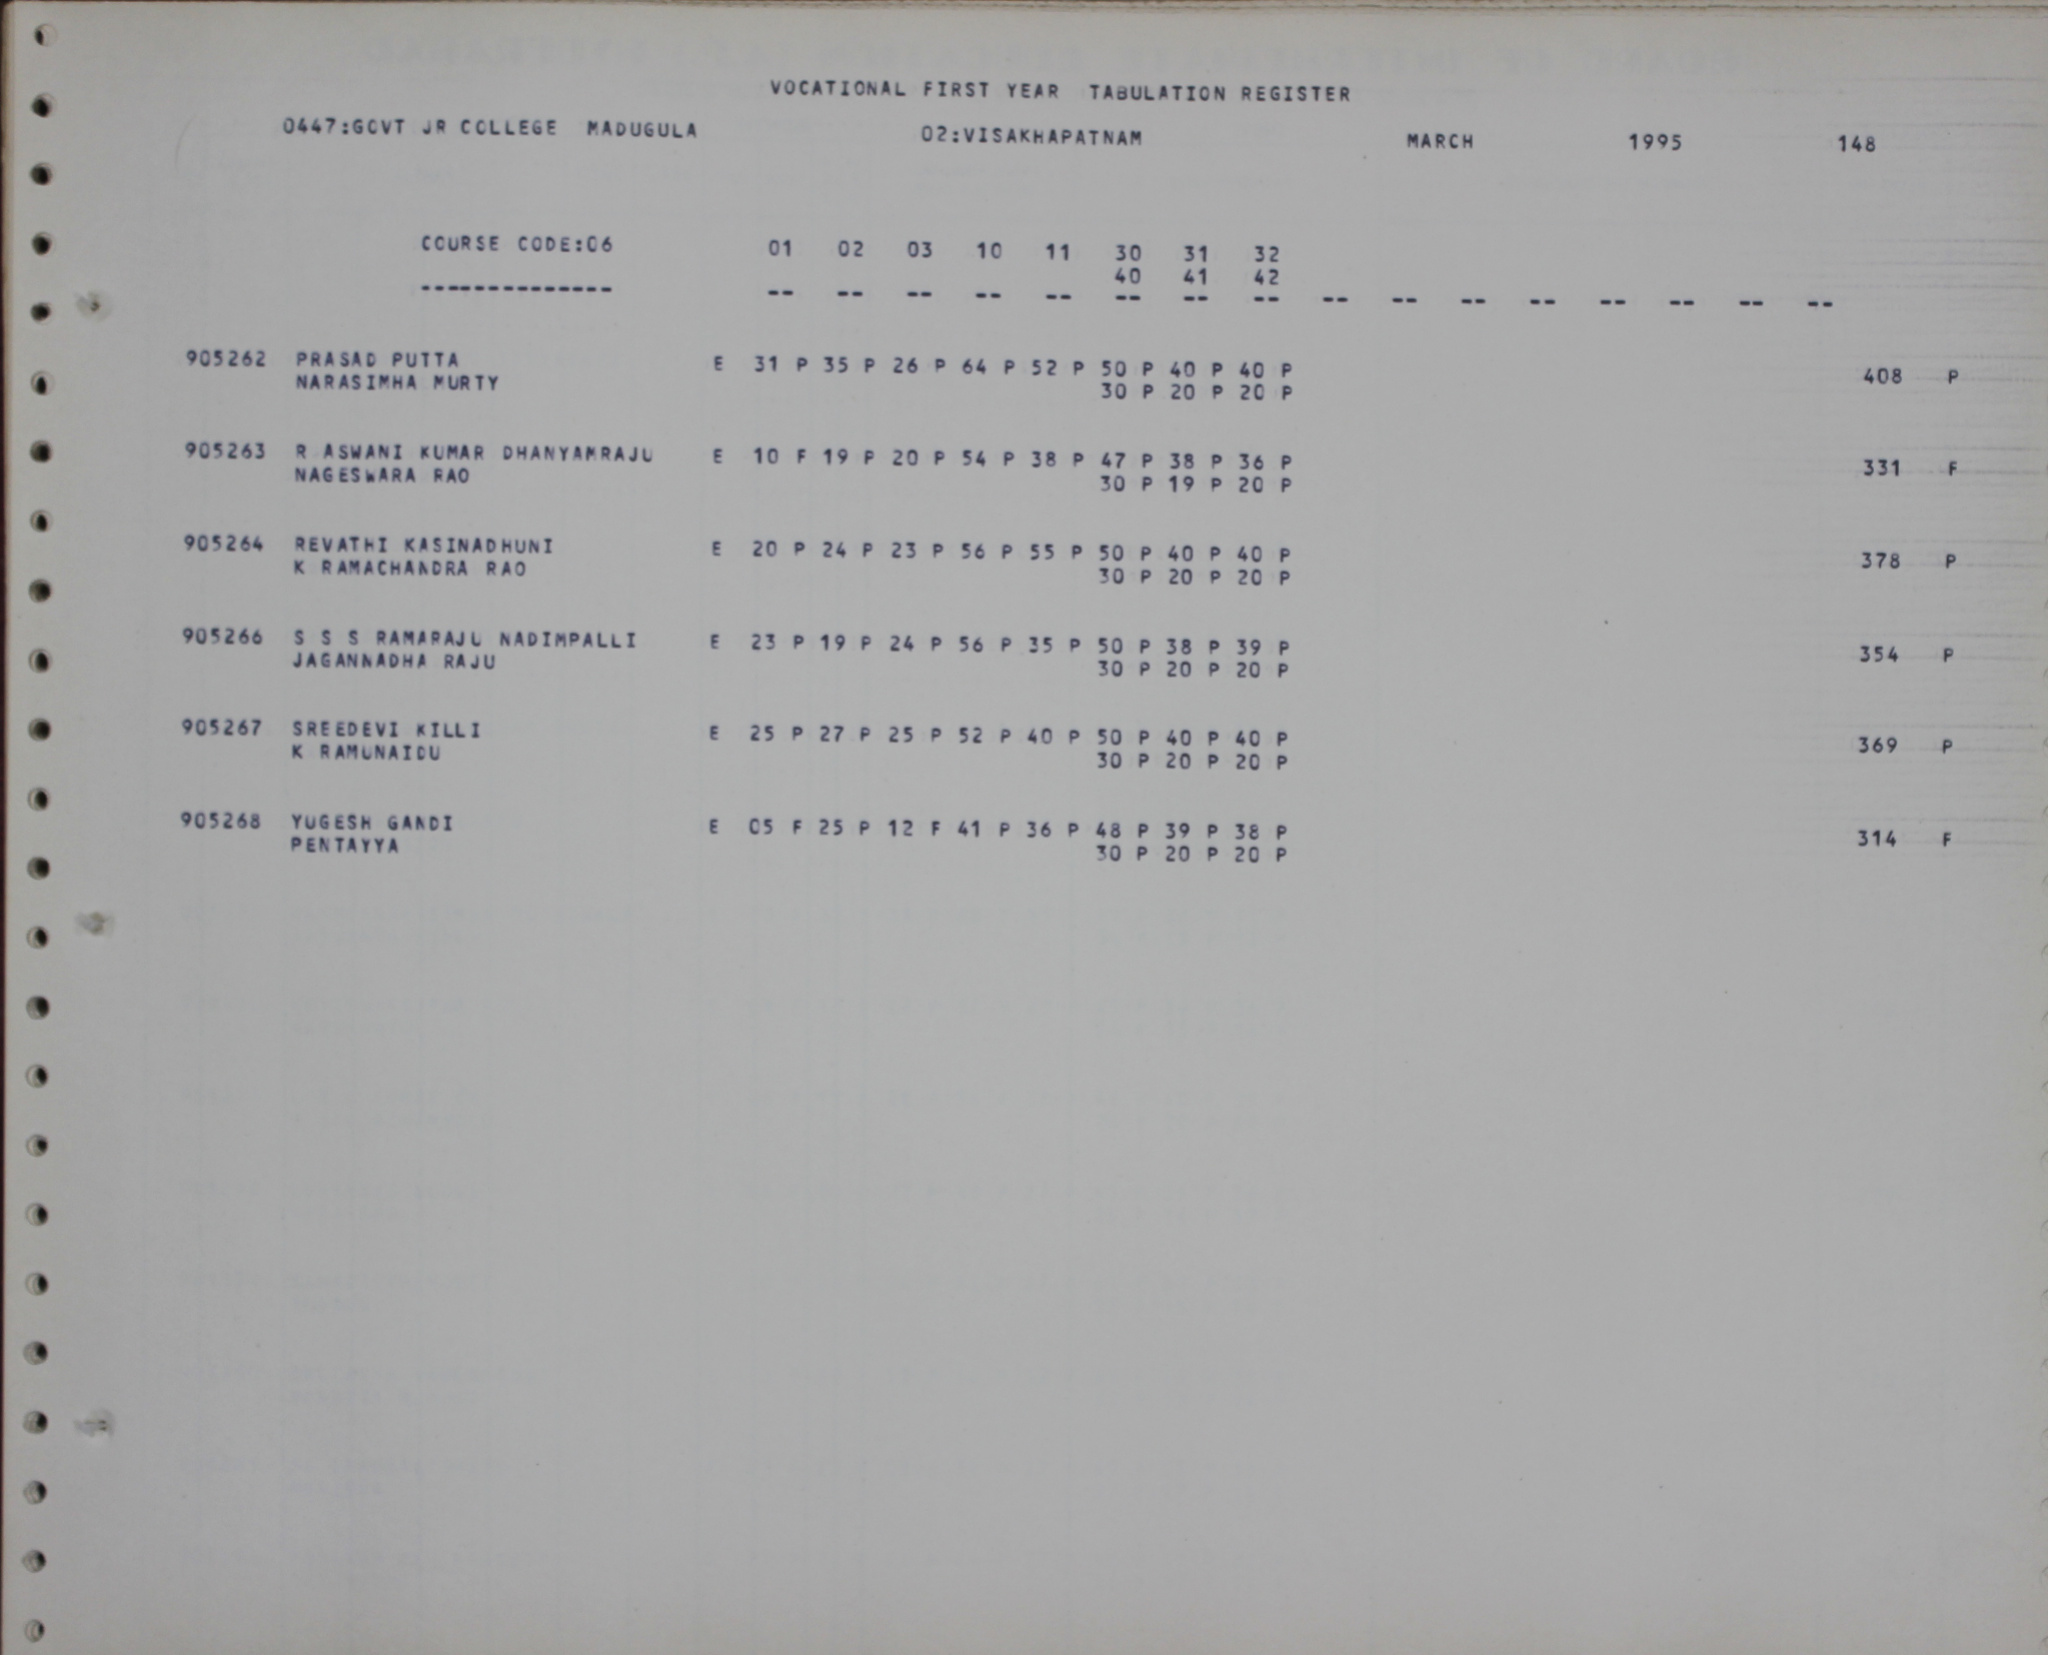 VOCATIONAL FIRST YEAR TABULATION REGISTER
0447:GOVT JR COLLEGE MADUGULA 02:VISAKHAPATNAM MARCH 1995 148
COURSE CODE:06 01 02 03 10 11 30 31 32
40 41 42
-------------- -- -- -- -- -- -- -- -- -- -- -- -- -- -- -- --
905262 PRASAD PUTTA E 31 P 35 P 26 P 64 P 52 P 50 P 40 P 40 P 408 P
NARASIMHA MURTY 30 P 20 P 20 P
905263 R ASWANI KUMAR DHANYAMRAJU E 10 F 19 P 20 P 54 P 38 P 47 P 38 P 36 P 331 F
NAGESWARA RAO 30 P 19 P 20 P
905264 REVATHI KASINADHUNI E 20 P 24 P 23 P 56 P 55 P 50 P 40 P 40 P 378 P
K RAMACHANDRA RAO 30 P 20 P 20 P
905266 S S S RAMARAJU NADIMPALLI E 23 P 19 P 24 P 56 P 35 P 50 P 38 P 39 P 354 P
JAGANNADHA RAJU 30 P 20 P 20 P
905267 SREEDEVI KILLI E 25 P 27 P 25 P 52 P 40 P 50 P 40 P 40 P 369 P
K RAMUNAIDU 30 P 20 P 20 P
905268 YUGESH GANDI E 05 F 25 P 12 F 41 P 36 P 48 P 39 P 38 P 314 F
PENTAYYA 30 P 20 P 20 P